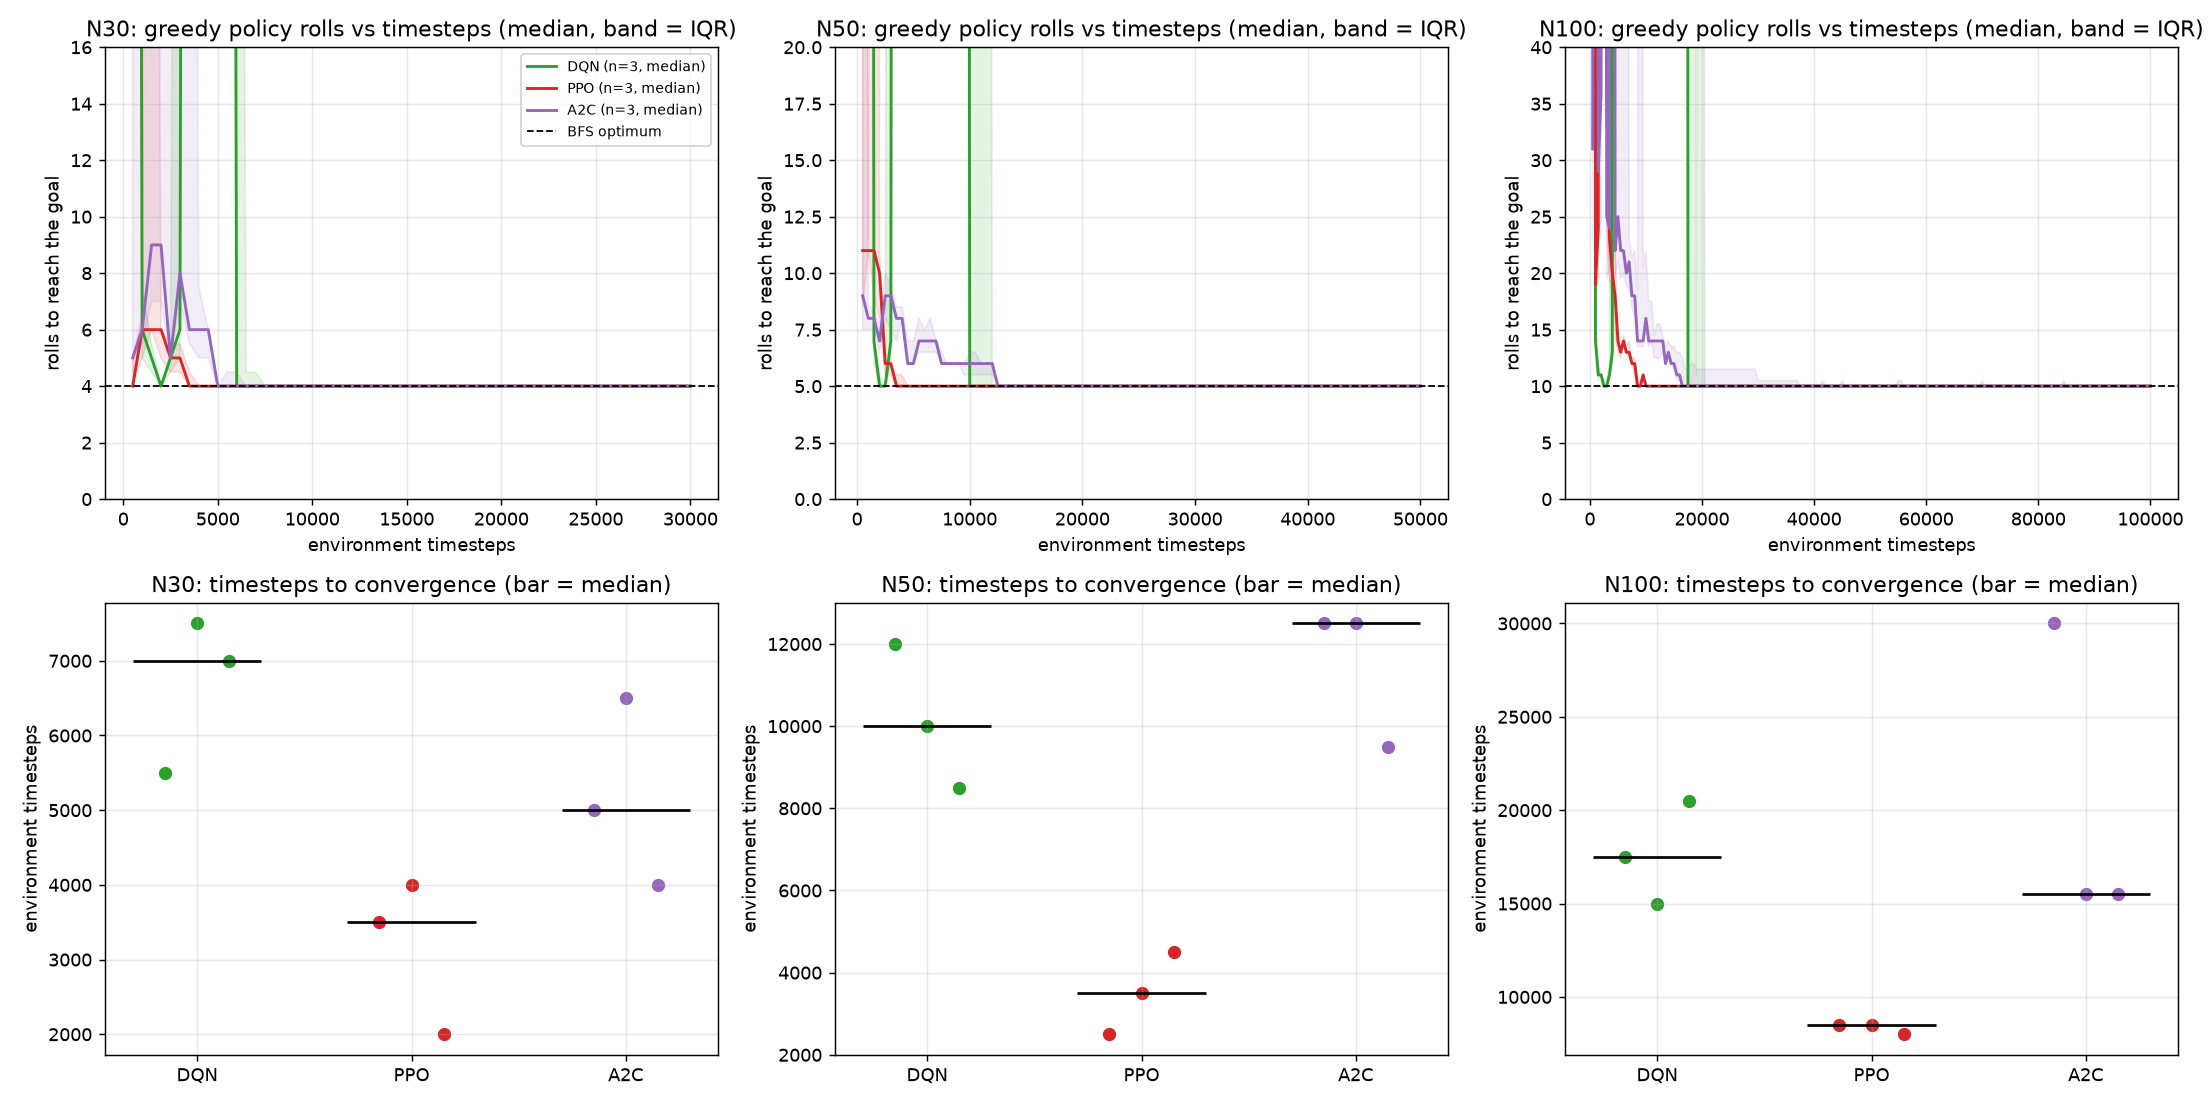 N30: greedy policy rolls vs timesteps (median, band = IQR)
16
14
12
10
8
6
4
2
0
rolls to reach the goal
DQN (n=3, median)
PPO (n=3, median)
A2C (n=3, median)
BFS optimum
0 5000 10000 15000 20000 25000 30000
environment timesteps
N50: greedy policy rolls vs timesteps (median, band = IQR)
20.0
17.5
15.0
12.5
10.0
7.5
5.0
2.5
0.0
rolls to reach the goal
0 10000 20000 30000 40000 50000
environment timesteps
N100: greedy policy rolls vs timesteps (median, band = IQR)
40
35
30
25
20
15
10
5
0
rolls to reach the goal
0 20000 40000 60000 80000 100000
environment timesteps
N30: timesteps to convergence (bar = median)
7000
6000
5000
4000
3000
2000
environment timesteps
DQN PPO A2C
N50: timesteps to convergence (bar = median)
12000
10000
8000
6000
4000
2000
environment timesteps
DQN PPO A2C
N100: timesteps to convergence (bar = median)
30000
25000
20000
15000
10000
environment timesteps
DQN PPO A2C